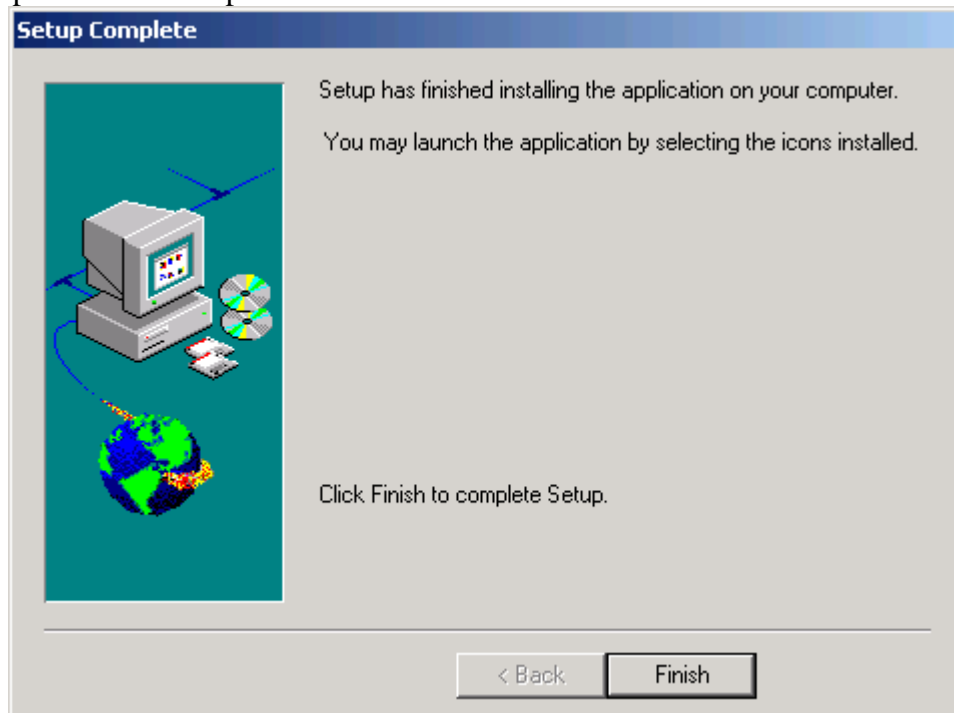 Setup Complete
Setup has finished installing the application on your computer.
You may launch the application by selecting the icons installed.
Click Finish to complete Setup.
< Back
Finish